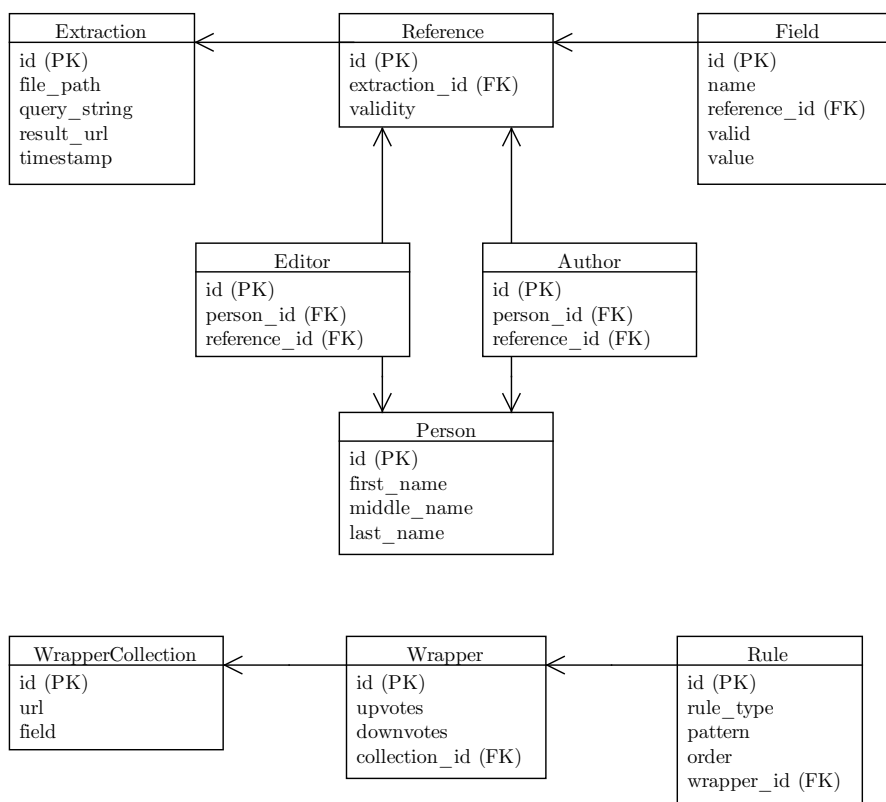 Extraction
id (PK)
file_path
query_string
result_url
timestamp
Reference
id (PK)
extraction_id (FK)
validity
Field
id (PK)
name
reference_id (FK)
valid
value
Editor
id (PK)
person_id (FK)
reference_id (FK)
Author
id (PK)
person_id (FK)
reference_id (FK)
Person
id (PK)
first_name
middle_name
last_name
WrapperCollection
id (PK)
url
field
Wrapper
id (PK)
upvotes
downvotes
collection_id (FK)
Rule
id (PK)
rule_type
pattern
order
wrapper_id (FK)